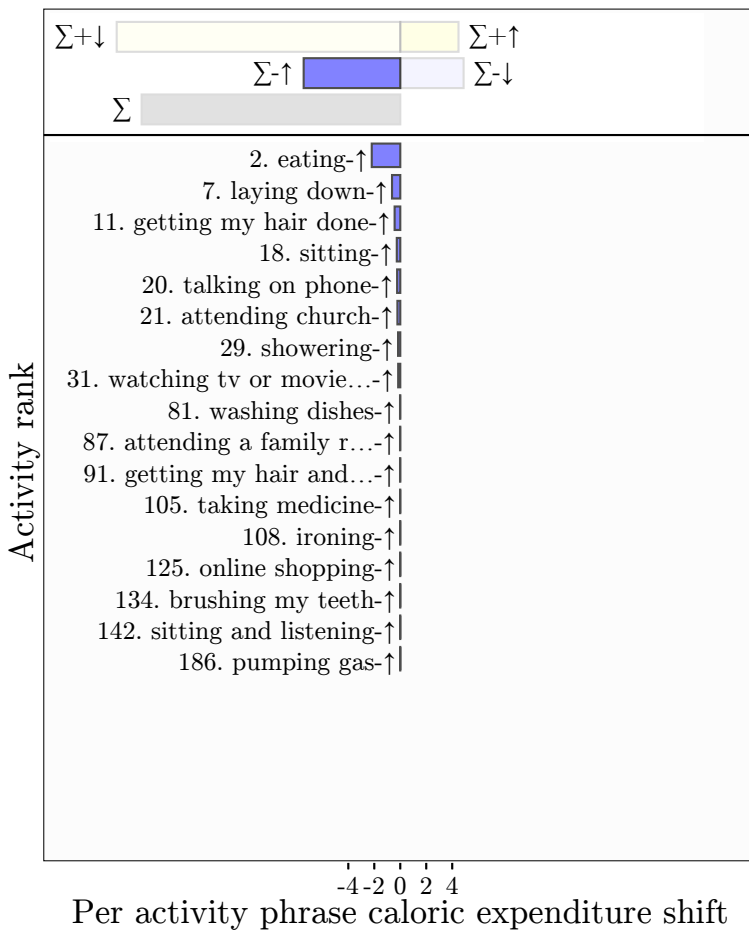 ∑+↓ ∑+↑
∑-↑ ∑-↓
∑
2. eating-↑
7. laying down-↑
11. getting my hair done-↑
18. sitting-↑
20. talking on phone-↑
21. attending church-↑
29. showering-↑
31. watching tv or movie…-↑
81. washing dishes-↑
87. attending a family r…-↑
91. getting my hair and…-↑
105. taking medicine-↑
108. ironing-↑
125. online shopping-↑
134. brushing my teeth-↑
142. sitting and listening-↑
186. pumping gas-↑
Activity rank
-4 -2 0 2 4
Per activity phrase caloric expenditure shift